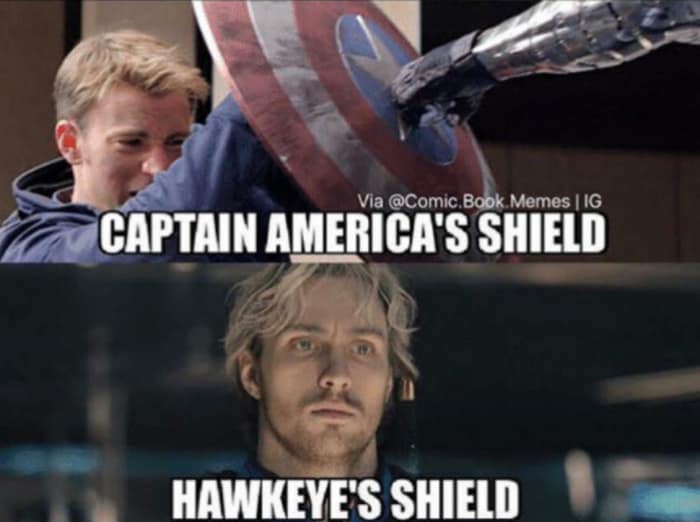 Via @Comic.Book.Memes | IG
CAPTAIN AMERICA'S SHIELD
HAWKEYE'S SHIELD